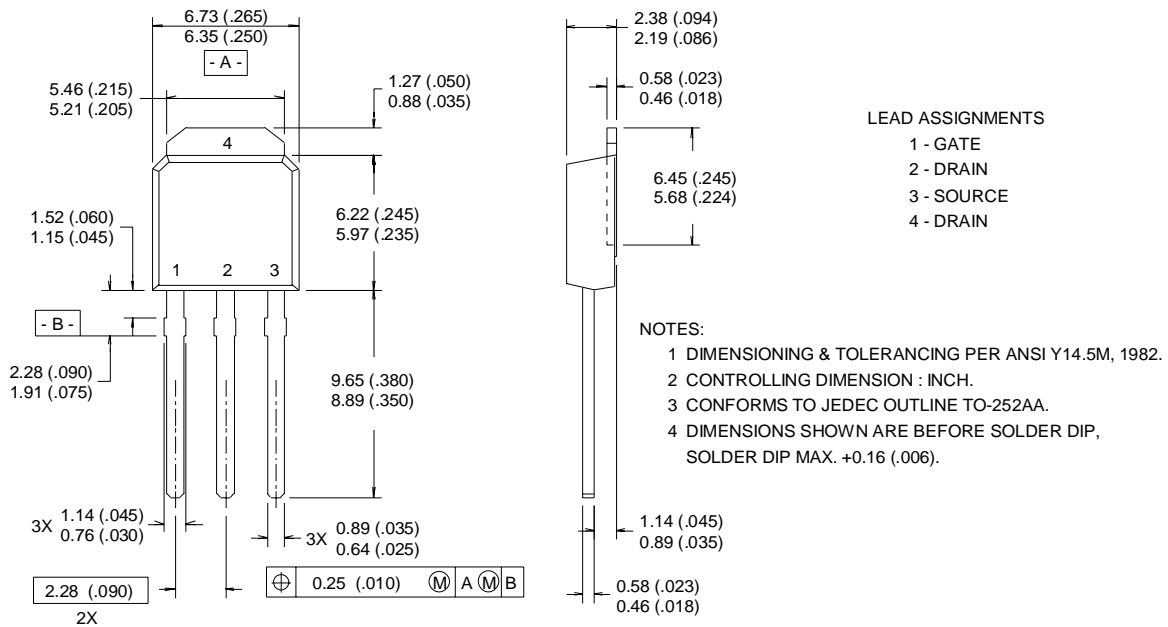 6.73 (.265)
6.35 (.250)
- A -
5.46 (.215)
5.21 (.205)
1.27 (.050)
0.88 (.035)
4
6.22 (.245)
5.97 (.235)
1.52 (.060)
1.15 (.045)
1 2 3
- B -
2.28 (.090)
1.91 (.075)
9.65 (.380)
8.89 (.350)
3X 1.14 (.045)
0.76 (.030)
3X 0.89 (.035)
0.64 (.025)
2.28 (.090)
2X
⌖ 0.25 (.010) Ⓜ A Ⓜ B
2.38 (.094)
2.19 (.086)
0.58 (.023)
0.46 (.018)
6.45 (.245)
5.68 (.224)
1.14 (.045)
0.89 (.035)
0.58 (.023)
0.46 (.018)
LEAD ASSIGNMENTS
1 - GATE
2 - DRAIN
3 - SOURCE
4 - DRAIN
NOTES:
1 DIMENSIONING & TOLERANCING PER ANSI Y14.5M, 1982.
2 CONTROLLING DIMENSION : INCH.
3 CONFORMS TO JEDEC OUTLINE TO-252AA.
4 DIMENSIONS SHOWN ARE BEFORE SOLDER DIP,
SOLDER DIP MAX. +0.16 (.006).